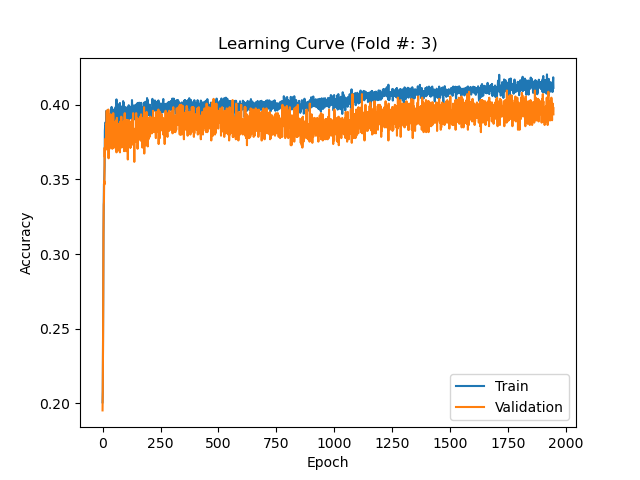 Learning Curve (Fold #: 3)
Accuracy
0.40
0.35
0.30
0.25
0.20
0 250 500 750 1000 1250 1500 1750 2000
Epoch
Train
Validation